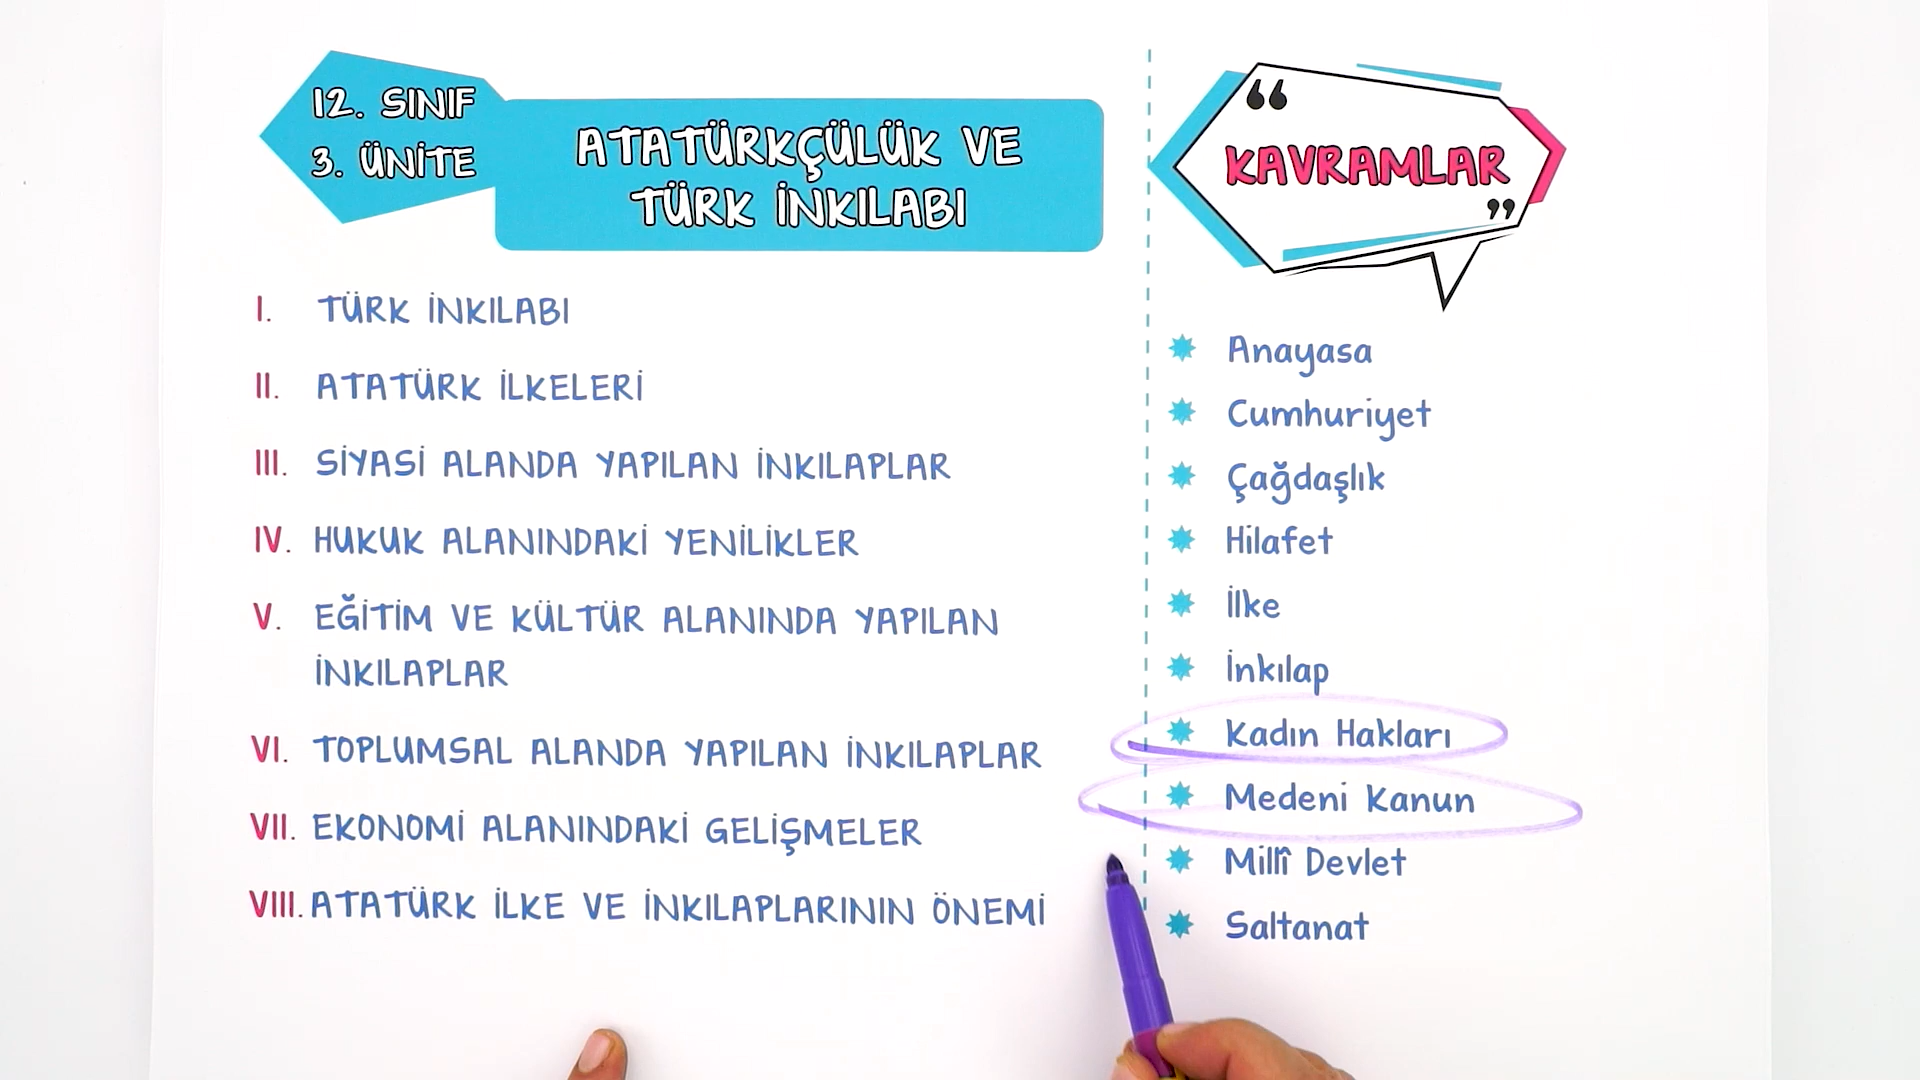 12. SINIF
3. ÜNİTE
ATATÜRKÇÜLÜK VE
TÜRK İNKILABI
I. TÜRK İNKILABI
II. ATATÜRK İLKELERİ
III. SİYASİ ALANDA YAPILAN İNKILAPLAR
IV. HUKUK ALANINDAKİ YENİLİKLER
V. EĞİTİM VE KÜLTÜR ALANINDA YAPILAN
İNKILAPLAR
VI. TOPLUMSAL ALANDA YAPILAN İNKILAPLAR
VII. EKONOMİ ALANINDAKİ GELİŞMELER
VIII. ATATÜRK İLKE VE İNKILAPLARININ ÖNEMİ
“ KAVRAMLAR ”
Anayasa
Cumhuriyet
Çağdaşlık
Hilafet
İlke
İnkılap
Kadın Hakları
Medeni Kanun
Millî Devlet
Saltanat